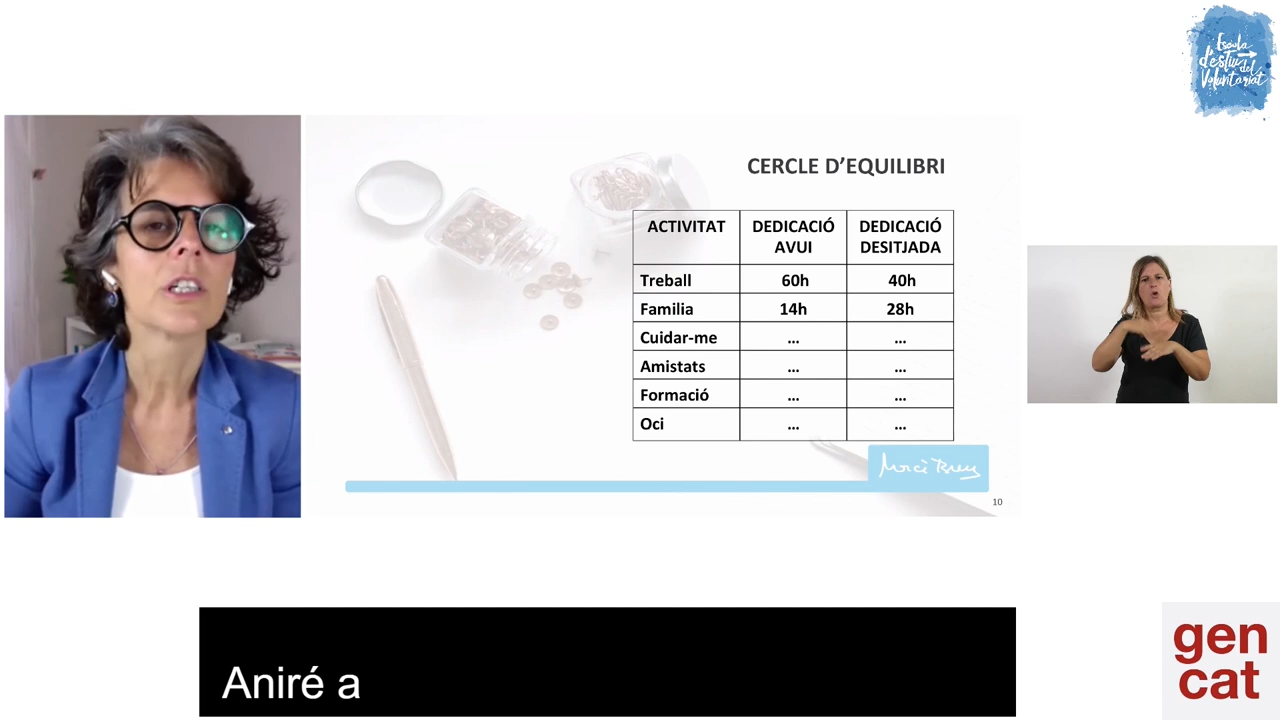 Escola
d'estiu del
Voluntariat
CERCLE D'EQUILIBRI
ACTIVITAT DEDICACIÓ AVUI DEDICACIÓ DESITJADA
Treball 60h 40h
Familia 14h 28h
Cuidar-me ... ...
Amistats ... ...
Formació ... ...
Oci ... ...
10
Aniré a
gen
cat